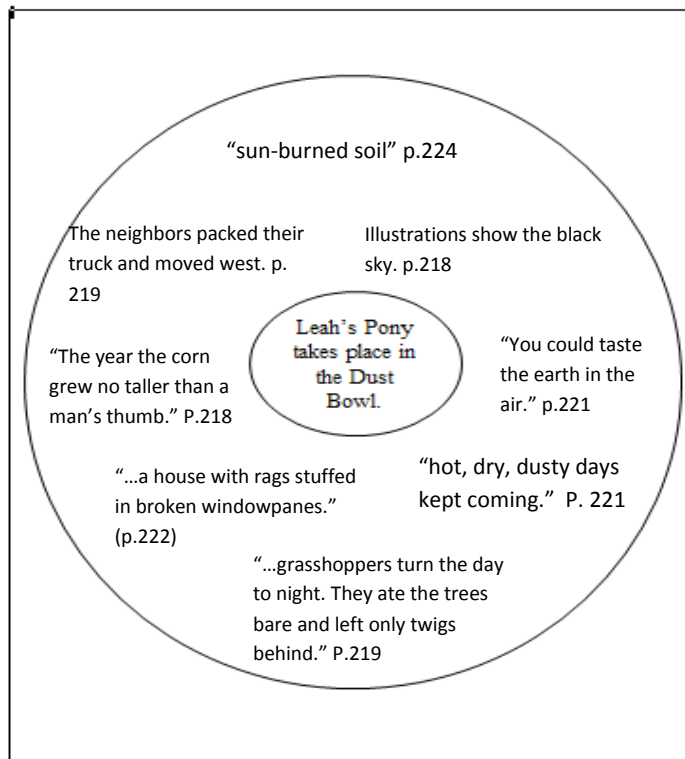 “sun-burned soil” p.224
The neighbors packed their
truck and moved west. p.
219
Illustrations show the black
sky. p.218
Leah’s Pony
takes place in
the Dust
Bowl.
“The year the corn
grew no taller than a
man’s thumb.” P.218
“You could taste
the earth in the
air.” p.221
“…a house with rags stuffed
in broken windowpanes.”
(p.222)
“hot, dry, dusty days
kept coming.” P. 221
“…grasshoppers turn the day
to night. They ate the trees
bare and left only twigs
behind.” P.219